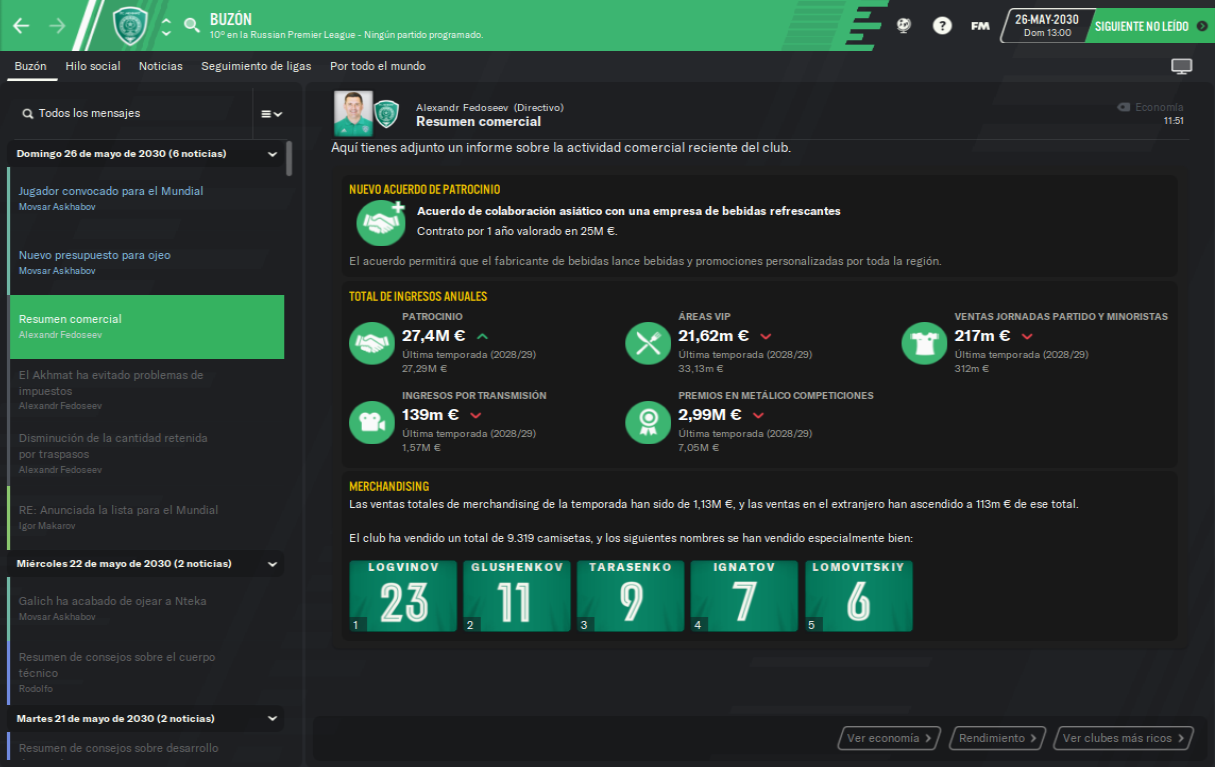 BUZÓN
10º en la Russian Premier League - Ningún partido programado.
FM
26-MAY-2030
Dom 13:00
SIGUIENTE NO LEÍDO
Buzón
Hilo social
Noticias
Seguimiento de ligas
Por todo el mundo
Todos los mensajes
Domingo 26 de mayo de 2030 (6 noticias)
Jugador convocado para el Mundial
Movsar Askhabov
Nuevo presupuesto para ojeo
Movsar Askhabov
Resumen comercial
Alexandr Fedoseev
El Akhmat ha evitado problemas de
impuestos
Alexandr Fedoseev
Disminución de la cantidad retenida
por traspasos
Alexandr Fedoseev
RE: Anunciada la lista para el Mundial
Igor Makarov
Miércoles 22 de mayo de 2030 (2 noticias)
Galich ha acabado de ojear a Nteka
Movsar Askhabov
Resumen de consejos sobre el cuerpo
técnico
Rodolfo
Martes 21 de mayo de 2030 (2 noticias)
Resumen de consejos sobre desarrollo
Alexandr Fedoseev (Directivo)
Resumen comercial
Economía
11:51
Aquí tienes adjunto un informe sobre la actividad comercial reciente del club.
NUEVO ACUERDO DE PATROCINIO
Acuerdo de colaboración asiático con una empresa de bebidas refrescantes
Contrato por 1 año valorado en 25M €.
El acuerdo permitirá que el fabricante de bebidas lance bebidas y promociones personalizadas por toda la región.
TOTAL DE INGRESOS ANUALES
PATROCINIO
27,4M €
Última temporada (2028/29)
27,29M €
ÁREAS VIP
21,62m €
Última temporada (2028/29)
33,13m €
VENTAS JORNADAS PARTIDO Y MINORISTAS
217m €
Última temporada (2028/29)
312m €
INGRESOS POR TRANSMISIÓN
139m €
Última temporada (2028/29)
1,57M €
PREMIOS EN METÁLICO COMPETICIONES
2,99M €
Última temporada (2028/29)
7,05M €
MERCHANDISING
Las ventas totales de merchandising de la temporada han sido de 1,13M €, y las ventas en el extranjero han ascendido a 113m € de ese total.
El club ha vendido un total de 9.319 camisetas, y los siguientes nombres se han vendido especialmente bien:
LOGVINOV
23
1
GLUSHENKOV
11
2
TARASENKO
9
3
IGNATOV
7
4
LOMOVITSKIY
6
5
Ver economía
Rendimiento
Ver clubes más ricos